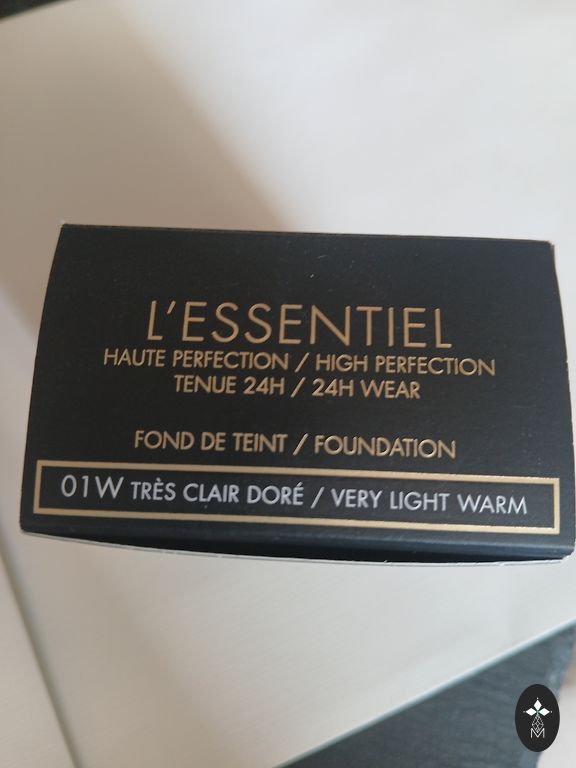 L'ESSENTIEL
HAUTE PERFECTION / HIGH PERFECTION
TENUE 24H / 24H WEAR
FOND DE TEINT / FOUNDATION
01W TRÈS CLAIR DORÉ / VERY LIGHT WARM